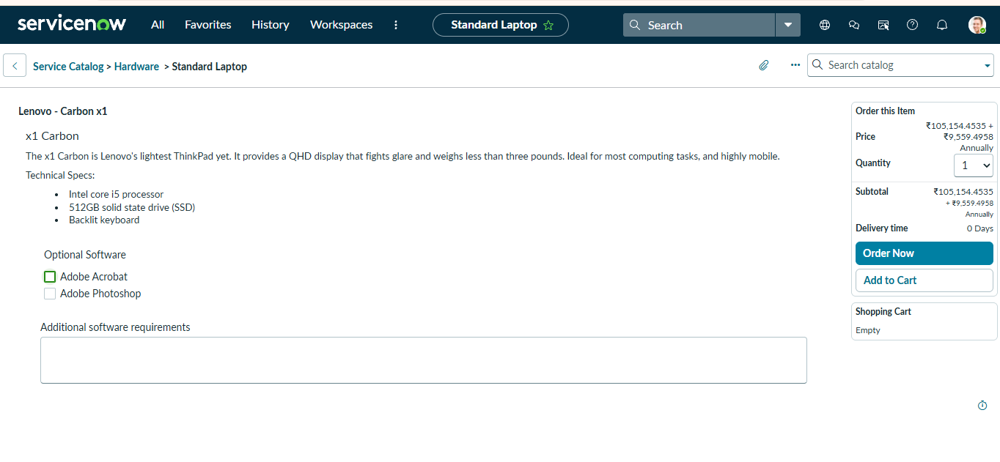 servicenow All Favorites History Workspaces Standard Laptop Search
Service Catalog > Hardware > Standard Laptop Search catalog
Lenovo - Carbon x1
x1 Carbon
The x1 Carbon is Lenovo's lightest ThinkPad yet. It provides a QHD display that fights glare and weighs less than three pounds. Ideal for most computing tasks, and highly mobile.
Technical Specs:
• Intel core i5 processor
• 512GB solid state drive (SSD)
• Backlit keyboard
Optional Software
Adobe Acrobat
Adobe Photoshop
Additional software requirements
Order this Item
Price ₹105,154.4535 +
₹9,559.4958
Annually
Quantity 1
Subtotal ₹105,154.4535
+ ₹9,559.4958
Annually
Delivery time 0 Days
Order Now
Add to Cart
Shopping Cart
Empty